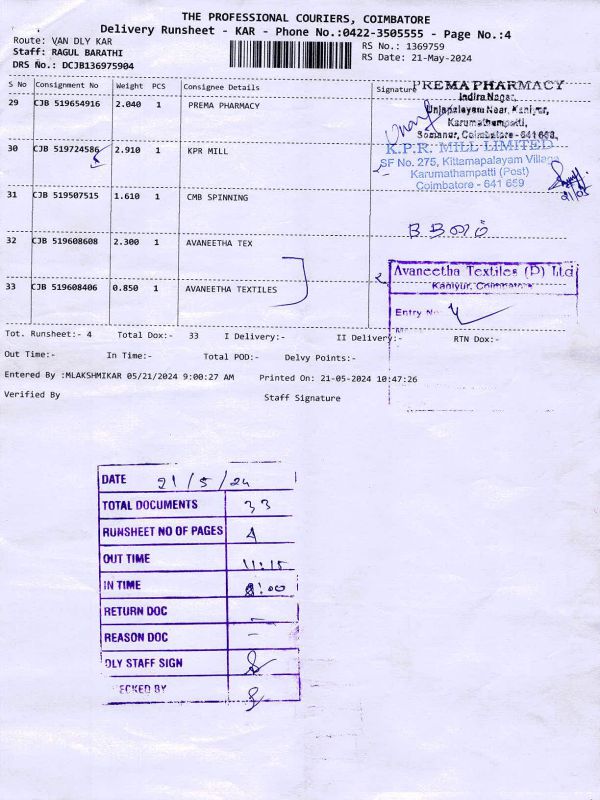 THE PROFESSIONAL COURIERS, COIMBATORE
Delivery Runsheet - KAR - Phone No.:0422-3505555 - Page No.:4
Route: VAN DLY KAR
Staff: RAGUL BARATHI
DRS No.: DCJB136975904
RS No.: 1369759
RS Date: 21-May-2024
S No Consignment No Weight PCS Consignee Details Signature
29 CJB 519654916 2.040 1 PREMA PHARMACY
PREMA PHARMACY
Indira Nagar,
Karumathampatti,
Somanur, Coimbatore - 641 668.
30 CJB 519724586 2.910 1 KPR MILL
K.P.R. MILL LIMITED
SF No. 275, Kittamapalayam Village
Karumathampatti (Post)
Coimbatore - 641 659
21/05
31 CJB 519507515 1.610 1 CMB SPINNING
32 CJB 519608608 2.300 1 AVANEETHA TEX
33 CJB 519608406 0.850 1 AVANEETHA TEXTILES
Avaneetha Textiles (P) Ltd
Kaniyur, Coimbatore
Entry No
Tot. Runsheet:- 4 Total Dox:- 33 I Delivery:- II Delivery:- RTN Dox:-
Out Time:- In Time:- Total POD:- Delvy Points:-
Entered By :MLAKSHMIKAR 05/21/2024 9:00:27 AM Printed On: 21-05-2024 10:47:26
Verified By Staff Signature
DATE 21/5/24
TOTAL DOCUMENTS 33
RUNSHEET NO OF PAGES 4
OUT TIME 11:15
IN TIME 8:00
RETURN DOC –
REASON DOC –
DLY STAFF SIGN
ECKED BY